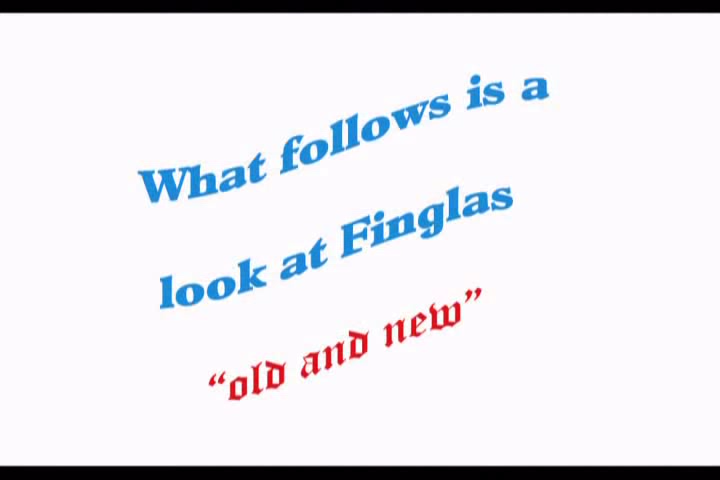 What follows is a
look at Finglas
“old and new”